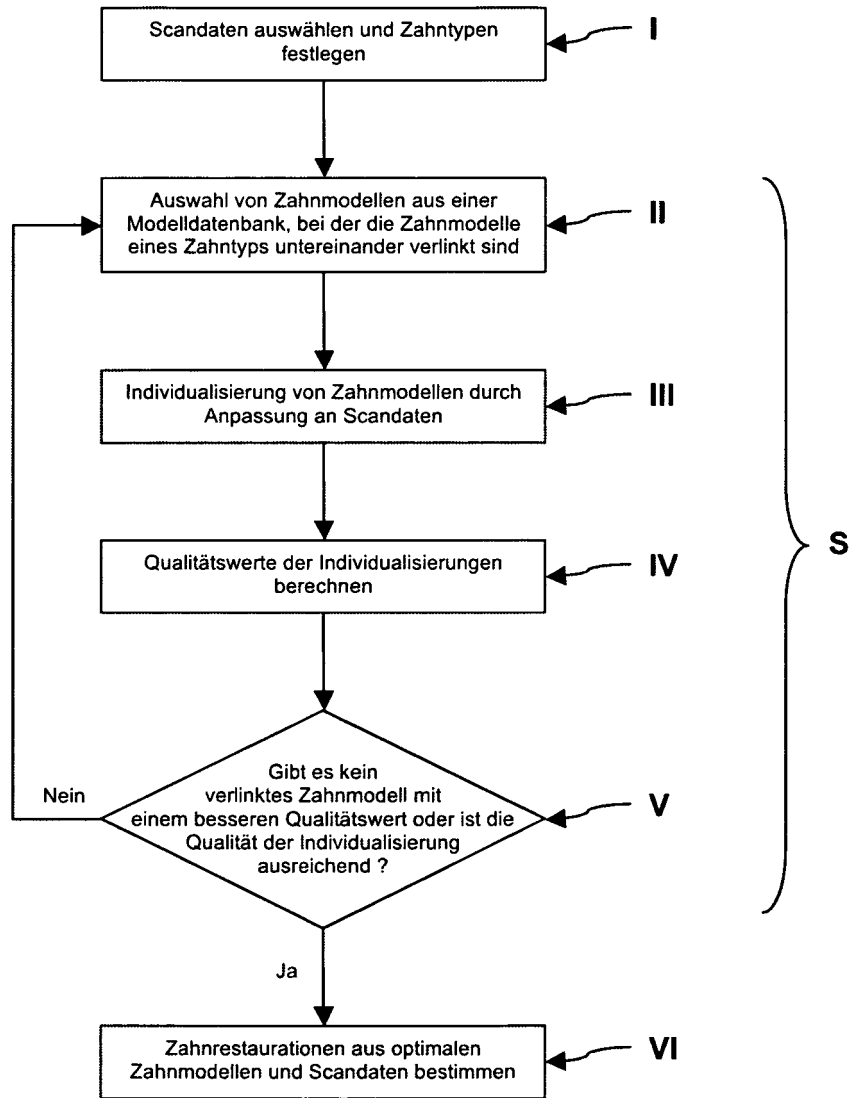 Scandaten auswählen und Zahntypen
festlegen
I
Auswahl von Zahnmodellen aus einer
Modelldatenbank, bei der die Zahnmodelle
eines Zahntyps untereinander verlinkt sind
II
Individualisierung von Zahnmodellen durch
Anpassung an Scandaten
III
S
Qualitätswerte der Individualisierungen
berechnen
IV
Gibt es kein
verlinktes Zahnmodell mit
einem besseren Qualitätswert oder ist die
Qualität der Individualisierung
ausreichend ?
V
Nein
Ja
Zahnrestaurationen aus optimalen
Zahnmodellen und Scandaten bestimmen
VI